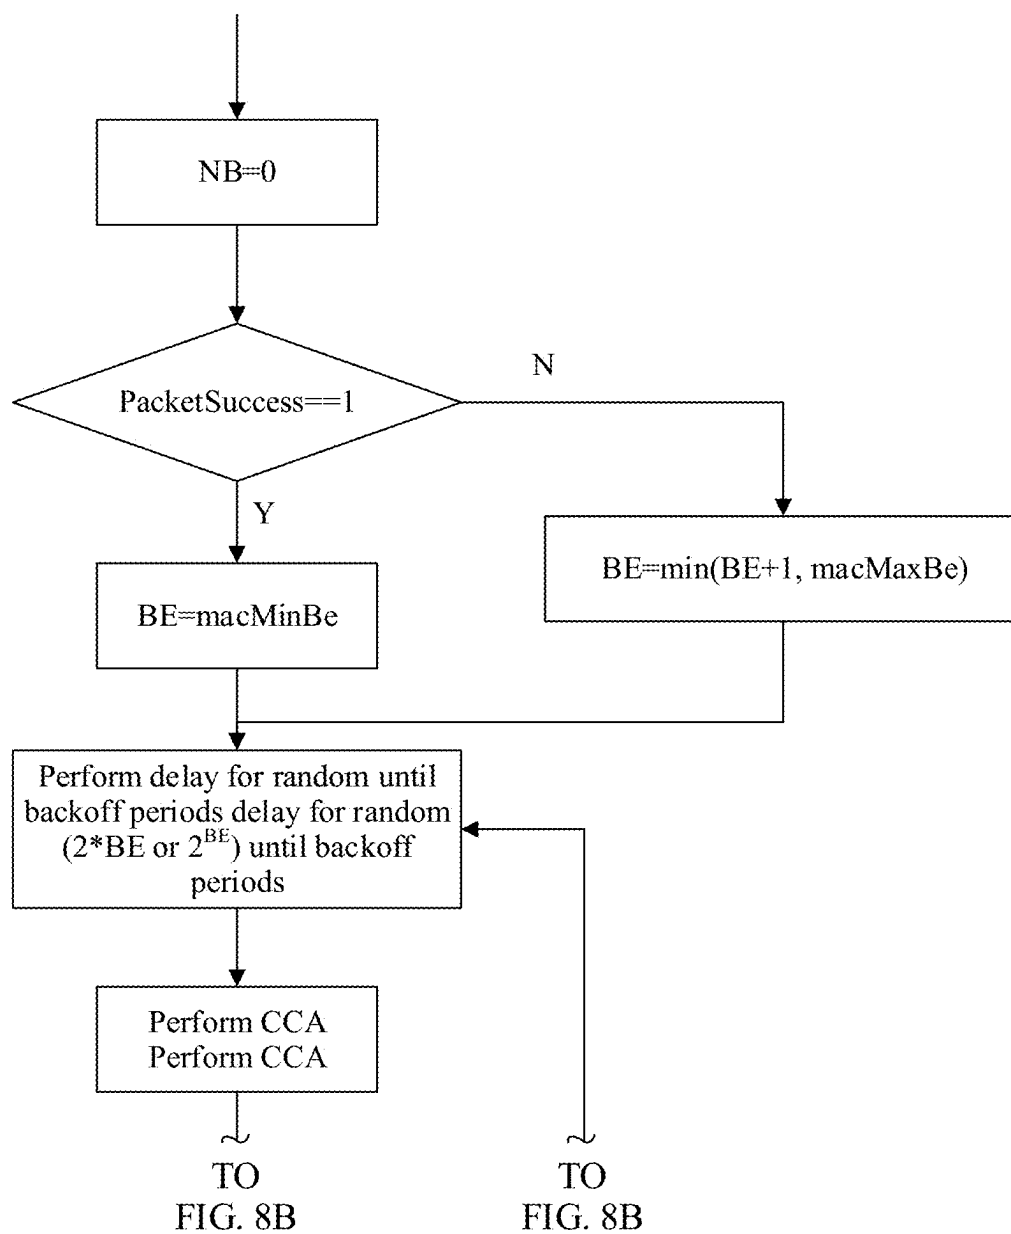 NB=0
PacketSuccess==1
N
Y
BE=min(BE+1, macMaxBe)
BE=macMinBe
Perform delay for random until
backoff periods delay for random
(2*BE or 2^BE) until backoff
periods
Perform CCA
Perform CCA
TO
FIG. 8B
TO
FIG. 8B